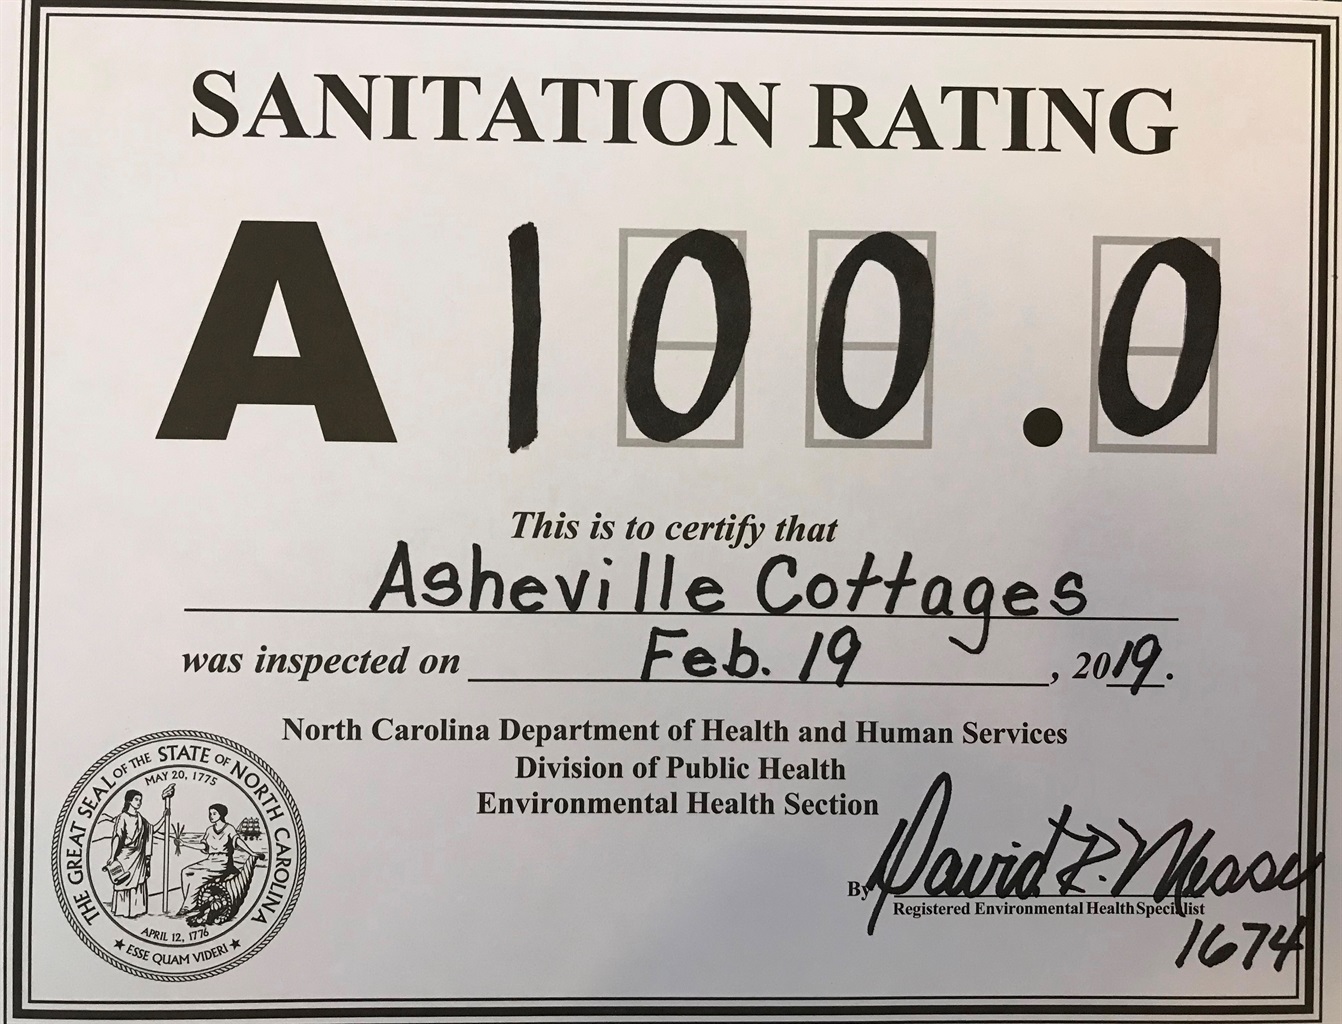 SANITATION RATING
A 100.0
This is to certify that
Asheville Cottages
was inspected on Feb. 19, 2019.
North Carolina Department of Health and Human Services
Division of Public Health
Environmental Health Section
By David R.
Registered Environmental Health Specialist
1674
THE GREAT SEAL OF THE STATE OF NORTH CAROLINA
MAY 20, 1775
APRIL 12, 1776
★ ESSE QUAM VIDERI ★